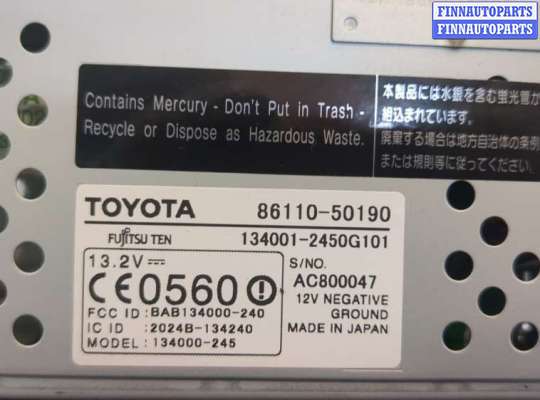 FINNAUTOPARTS
FINNAUTOPARTS
FINNAUTOPARTS
Contains Mercury - Don't Put in Trash -
Recycle or Dispose as Hazardous Waste.
本製品には水銀を含む蛍光管が
組込まれています。
廃棄する場合は地方自治体の条例
または規則等に従ってください。
TOYOTA 86110-50190
FUJITSU TEN 134001-2450G101
13.2V S/NO.
CE0560 AC800047
FCC ID : BAB134000-240 12V NEGATIVE
IC ID : 2024B-134240 GROUND
MODEL : 134000-245 MADE IN JAPAN